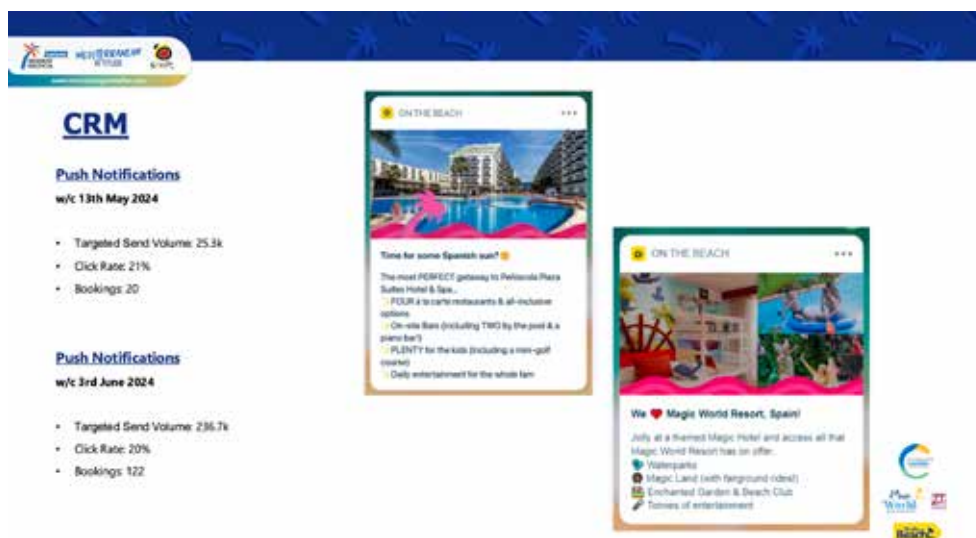 MEDITERRANEAN
CRM
Push Notifications
w/c 13th May 2024
• Targeted Send Volume: 25.3k
• Click Rate: 21%
• Bookings: 20
Push Notifications
w/c 3rd June 2024
• Targeted Send Volume: 236.7k
• Click Rate: 20%
• Bookings: 122
ON THE BEACH
Time for some Spanish sun?
The most PERFECT getaway to Peñiscola Plaza
Suites Hotel & Spa...
FOUR a la carte restaurants & all-inclusive
options
On-site Bars (including TWO by the pool & a
piano bar!)
PLENTY for the kids (including a mini-golf
course)
Daily entertainment for the whole fam
ON THE BEACH
We ❤ Magic World Resort, Spain!
Jolly at a themed Magic Hotel and access all that
Magic World Resort has on offer.
Waterparks
Magic Land (with fairground rides!)
Enchanted Garden & Beach Club
Tonnes of entertainment
World
Beach